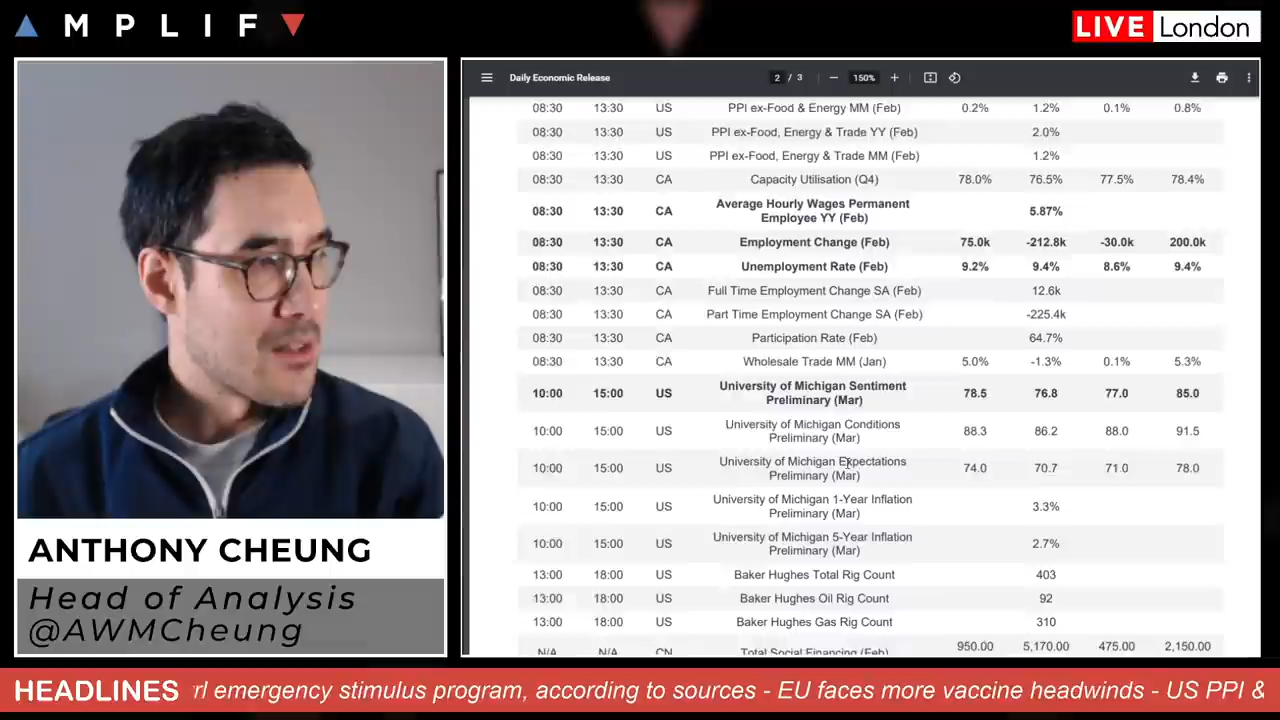 MPLIF
LIVE London
Daily Economic Release
2 / 3
150%
08:30 13:30 US PPI ex-Food & Energy MM (Feb) 0.2% 1.2% 0.1% 0.8%
08:30 13:30 US PPI ex-Food, Energy & Trade YY (Feb) 2.0%
08:30 13:30 US PPI ex-Food, Energy & Trade MM (Feb) 1.2%
08:30 13:30 CA Capacity Utilisation (Q4) 78.0% 76.5% 77.5% 78.4%
08:30 13:30 CA Average Hourly Wages Permanent
Employee YY (Feb) 5.87%
08:30 13:30 CA Employment Change (Feb) 75.0k -212.8k -30.0k 200.0k
08:30 13:30 CA Unemployment Rate (Feb) 9.2% 9.4% 8.6% 9.4%
08:30 13:30 CA Full Time Employment Change SA (Feb) 12.6k
08:30 13:30 CA Part Time Employment Change SA (Feb) -225.4k
08:30 13:30 CA Participation Rate (Feb) 64.7%
08:30 13:30 CA Wholesale Trade MM (Jan) 5.0% -1.3% 0.1% 5.3%
10:00 15:00 US University of Michigan Sentiment
Preliminary (Mar) 78.5 76.8 77.0 85.0
10:00 15:00 US University of Michigan Conditions
Preliminary (Mar) 88.3 86.2 88.0 91.5
10:00 15:00 US University of Michigan Expectations
Preliminary (Mar) 74.0 70.7 71.0 78.0
10:00 15:00 US University of Michigan 1-Year Inflation
Preliminary (Mar) 3.3%
10:00 15:00 US University of Michigan 5-Year Inflation
Preliminary (Mar) 2.7%
13:00 18:00 US Baker Hughes Total Rig Count 403
13:00 18:00 US Baker Hughes Oil Rig Count 92
13:00 18:00 US Baker Hughes Gas Rig Count 310
N/A N/A CN Total Social Financing (Feb) 950.00 5,170.00 475.00 2,150.00
ANTHONY CHEUNG
Head of Analysis
@AWMCheung
HEADLINES rl emergency stimulus program, according to sources - EU faces more vaccine headwinds - US PPI &